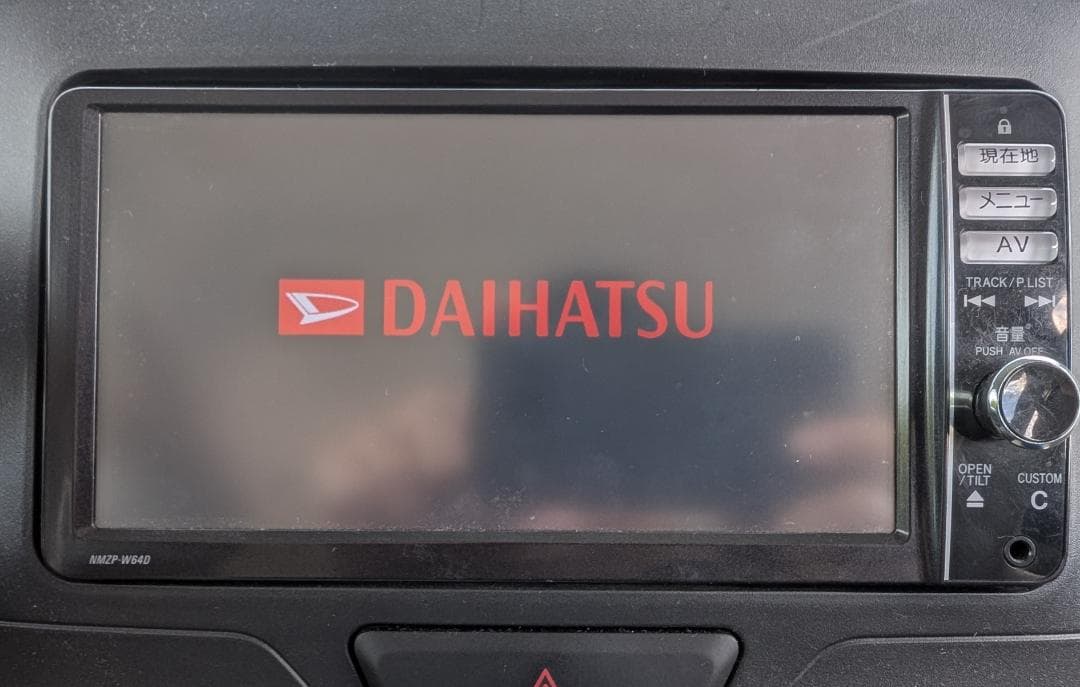 DAIHATSU
現在地
メニュー
AV
TRACK/P.LIST
音量
PUSH AV OFF
OPEN
/TILT
CUSTOM
C
NMZP-W64D